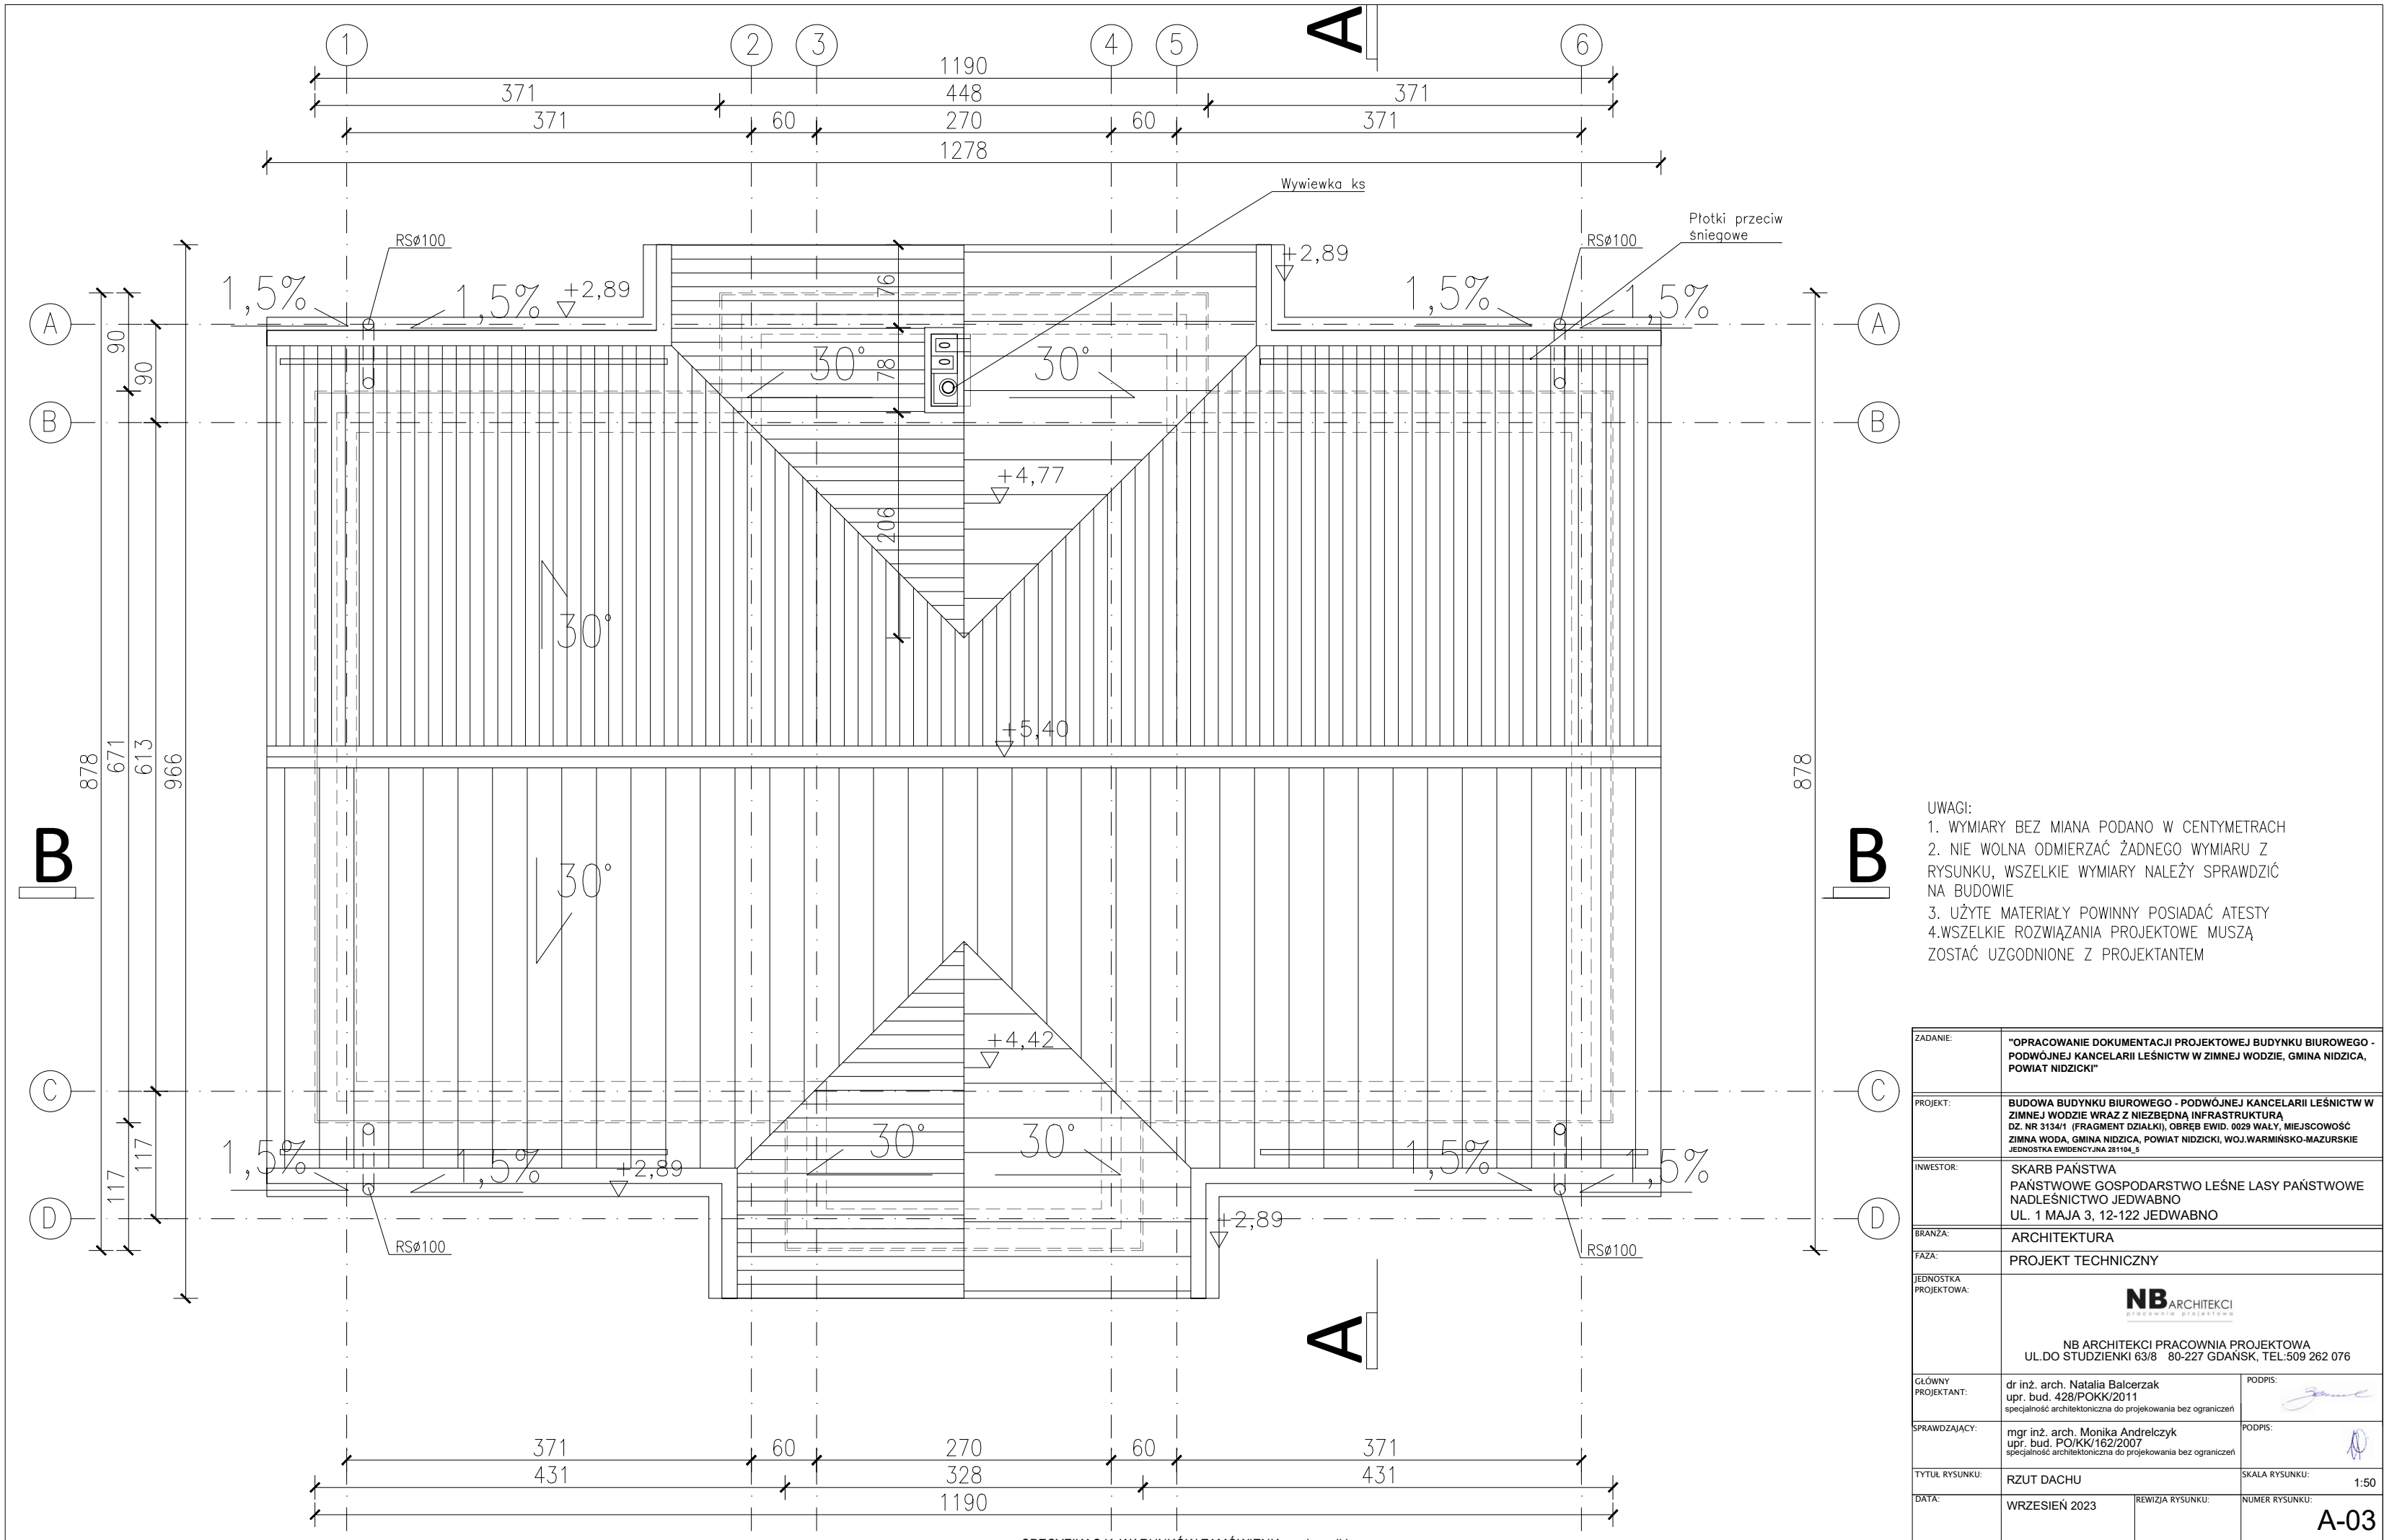 A
1 2 3 4 5 6
1190
371 448 371
371 60 270 60 371
1278
Wywiewka ks
Płotki przeciw
śniegowe
RSø100
RSø100
+2,89
1,5% 1,5% +2,89
1,5% 1,5%
A A
90
90
76
78
30° 30°
B B
+4,77
206
30°
+5,40
878
671
613
966
878
B B
30°
+4,42
C C
117
117
30° 30°
1,5% 1,5% +2,89
1,5% 1,5%
D D
+2,89
RSø100
RSø100
A
371 60 270 60 371
431 328 431
1190
UWAGI:
1. WYMIARY BEZ MIANA PODANO W CENTYMETRACH
2. NIE WOLNA ODMIERZAĆ ŻADNEGO WYMIARU Z
RYSUNKU, WSZELKIE WYMIARY NALEŻY SPRAWDZIĆ
NA BUDOWIE
3. UŻYTE MATERIAŁY POWINNY POSIADAĆ ATESTY
4.WSZELKIE ROZWIĄZANIA PROJEKTOWE MUSZĄ
ZOSTAĆ UZGODNIONE Z PROJEKTANTEM
ZADANIE:
"OPRACOWANIE DOKUMENTACJI PROJEKTOWEJ BUDYNKU BIUROWEGO -
PODWÓJNEJ KANCELARII LEŚNICTW W ZIMNEJ WODZIE, GMINA NIDZICA,
POWIAT NIDZICKI"
PROJEKT:
BUDOWA BUDYNKU BIUROWEGO - PODWÓJNEJ KANCELARII LEŚNICTW W
ZIMNEJ WODZIE WRAZ Z NIEZBĘDNĄ INFRASTRUKTURĄ
DZ. NR 3134/1 (FRAGMENT DZIAŁKI), OBRĘB EWID. 0029 WAŁY, MIEJSCOWOŚĆ
ZIMNA WODA, GMINA NIDZICA, POWIAT NIDZICKI, WOJ.WARMIŃSKO-MAZURSKIE
JEDNOSTKA EWIDENCYJNA 281104_5
INWESTOR:
SKARB PAŃSTWA
PAŃSTWOWE GOSPODARSTWO LEŚNE LASY PAŃSTWOWE
NADLEŚNICTWO JEDWABNO
UL. 1 MAJA 3, 12-122 JEDWABNO
BRANŻA:
ARCHITEKTURA
FAZA:
PROJEKT TECHNICZNY
JEDNOSTKA
PROJEKTOWA:
NB ARCHITEKCI
pracownia projektowa
NB ARCHITEKCI PRACOWNIA PROJEKTOWA
UL.DO STUDZIENKI 63/8 80-227 GDAŃSK, TEL:509 262 076
GŁÓWNY
PROJEKTANT:
dr inż. arch. Natalia Balcerzak
upr. bud. 428/POKK/2011
specjalność architektoniczna do projekowania bez ograniczeń
PODPIS:
SPRAWDZAJĄCY:
mgr inż. arch. Monika Andrelczyk
upr. bud. PO/KK/162/2007
specjalność architektoniczna do projekowania bez ograniczeń
PODPIS:
TYTUŁ RYSUNKU:
RZUT DACHU
SKALA RYSUNKU:
1:50
DATA:
WRZESIEŃ 2023
REWIZJA RYSUNKU:
NUMER RYSUNKU:
A-03